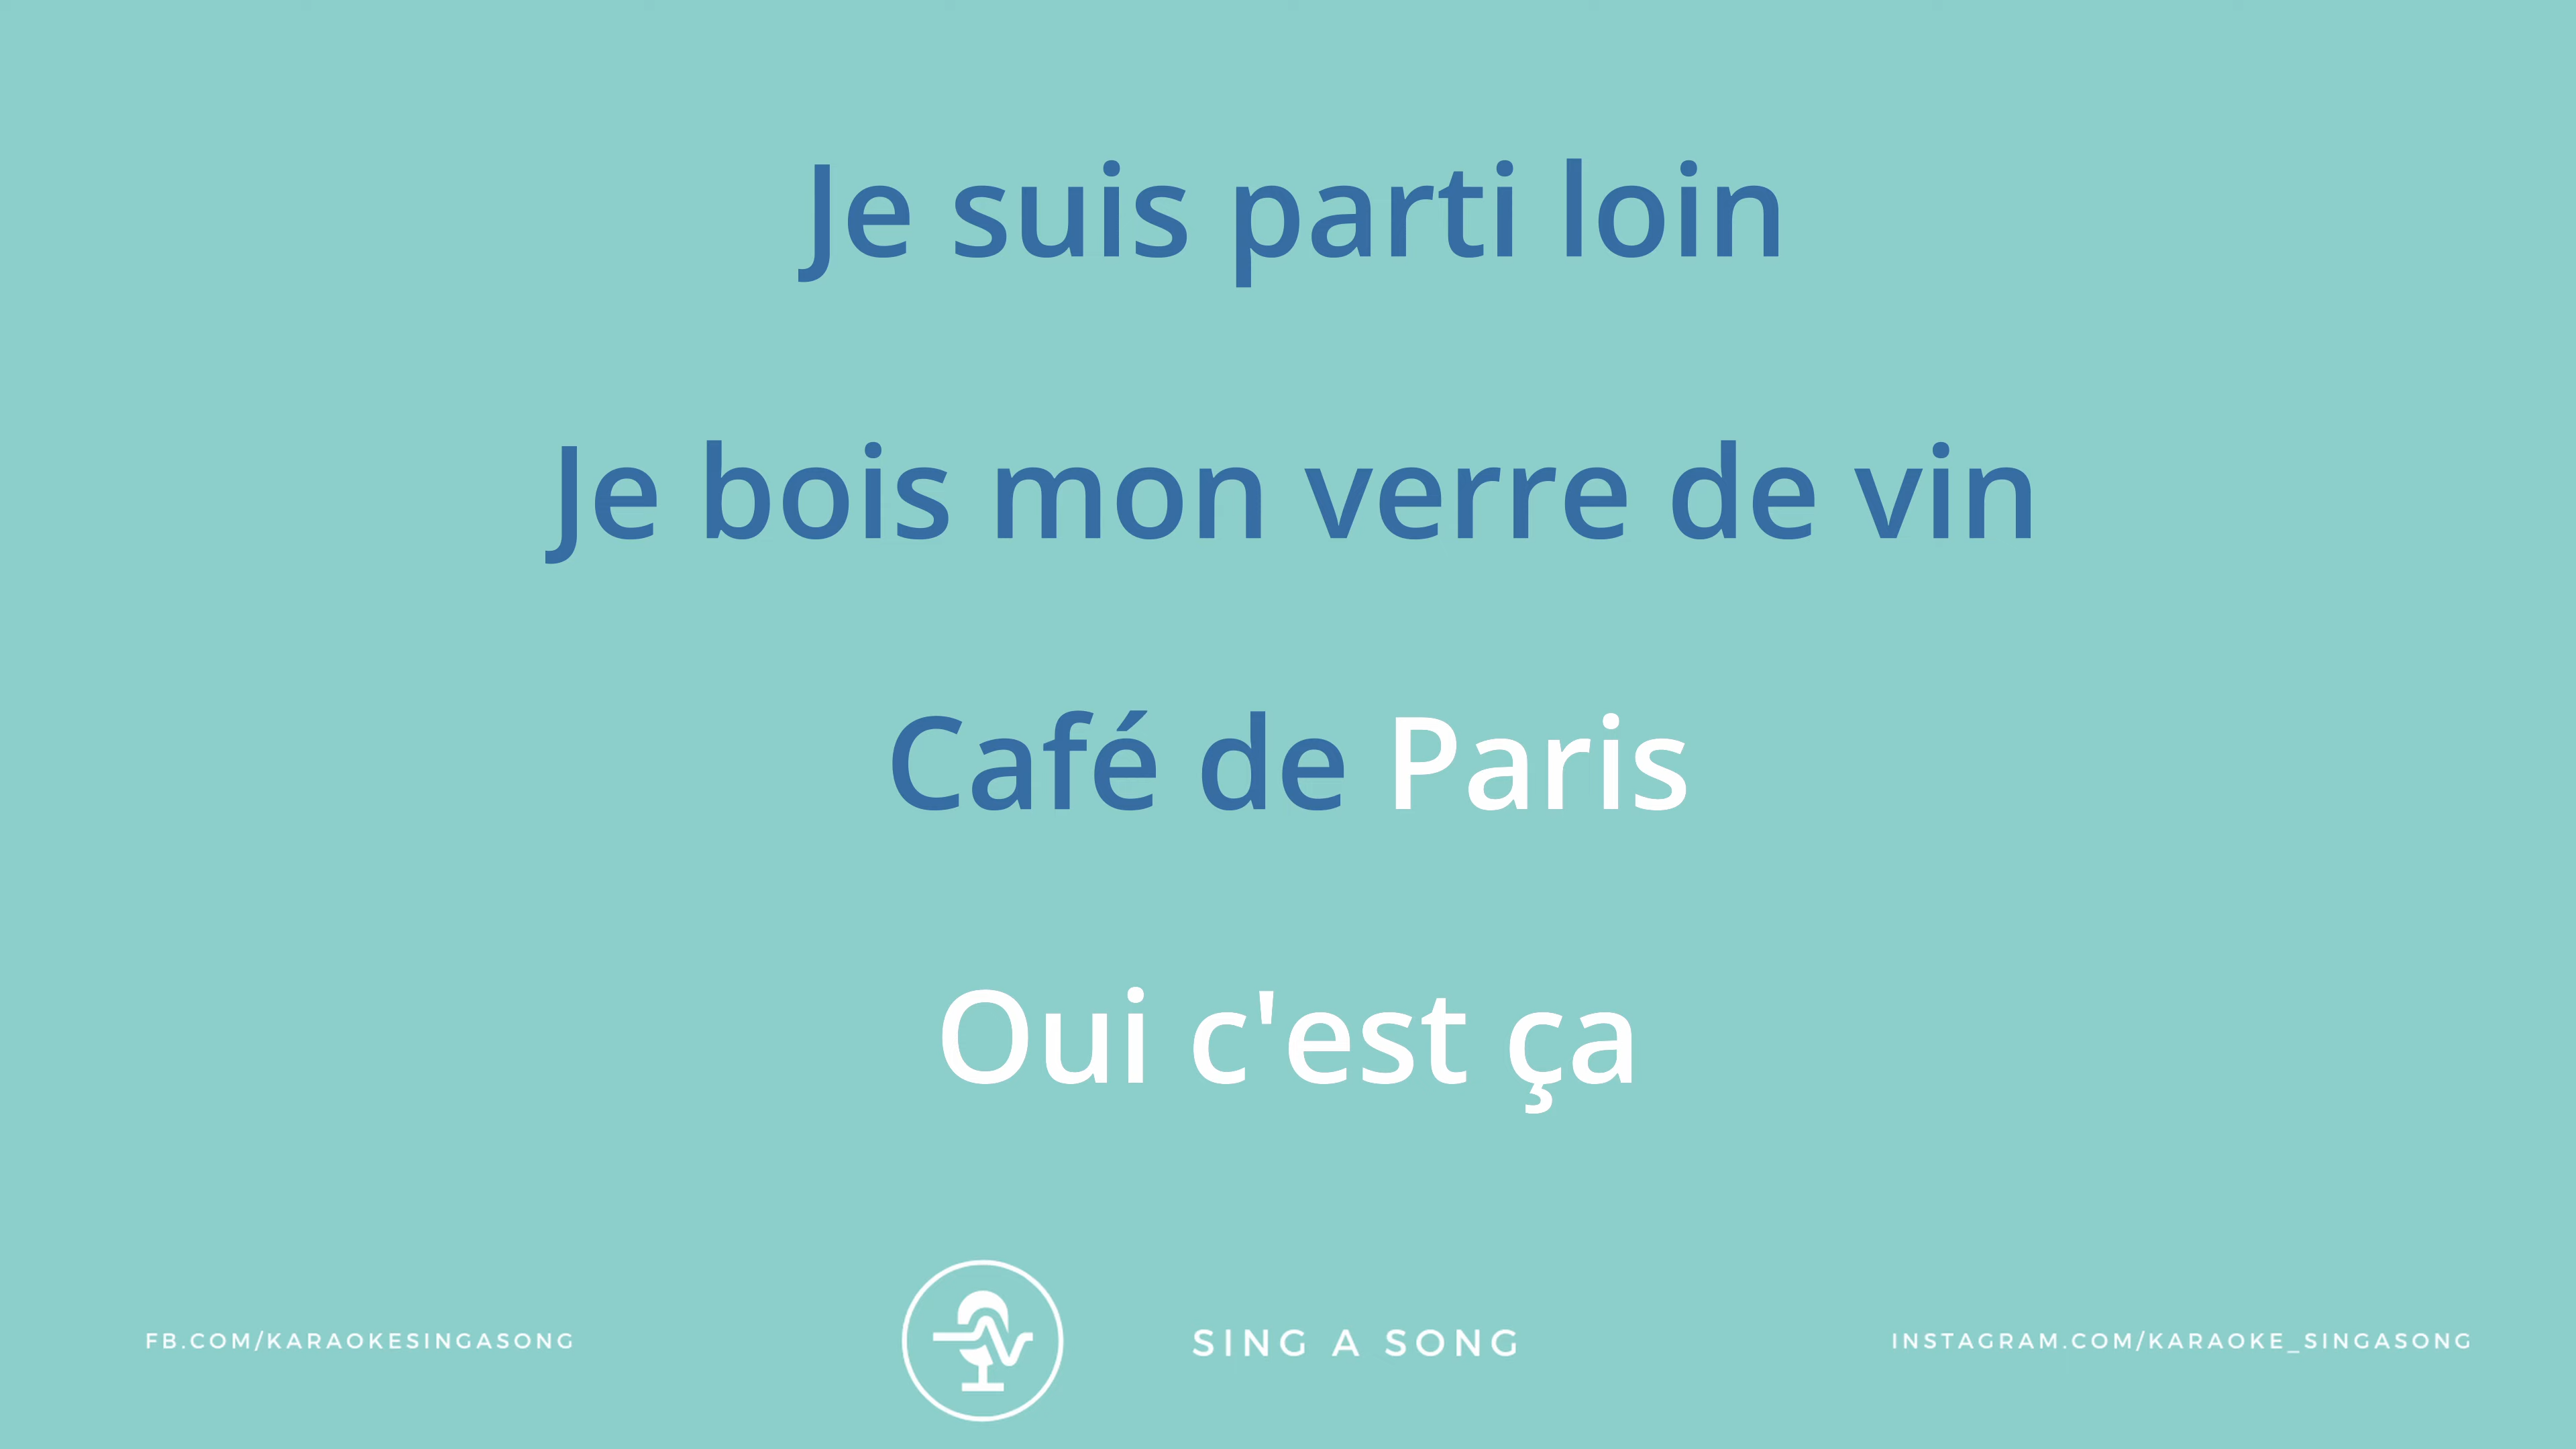 Je suis parti loin
Je bois mon verre de vin
Café de Paris
Oui c'est ça
FB.COM/KARAOKESINGASONG
SING A SONG
INSTAGRAM.COM/KARAOKE_SINGASONG